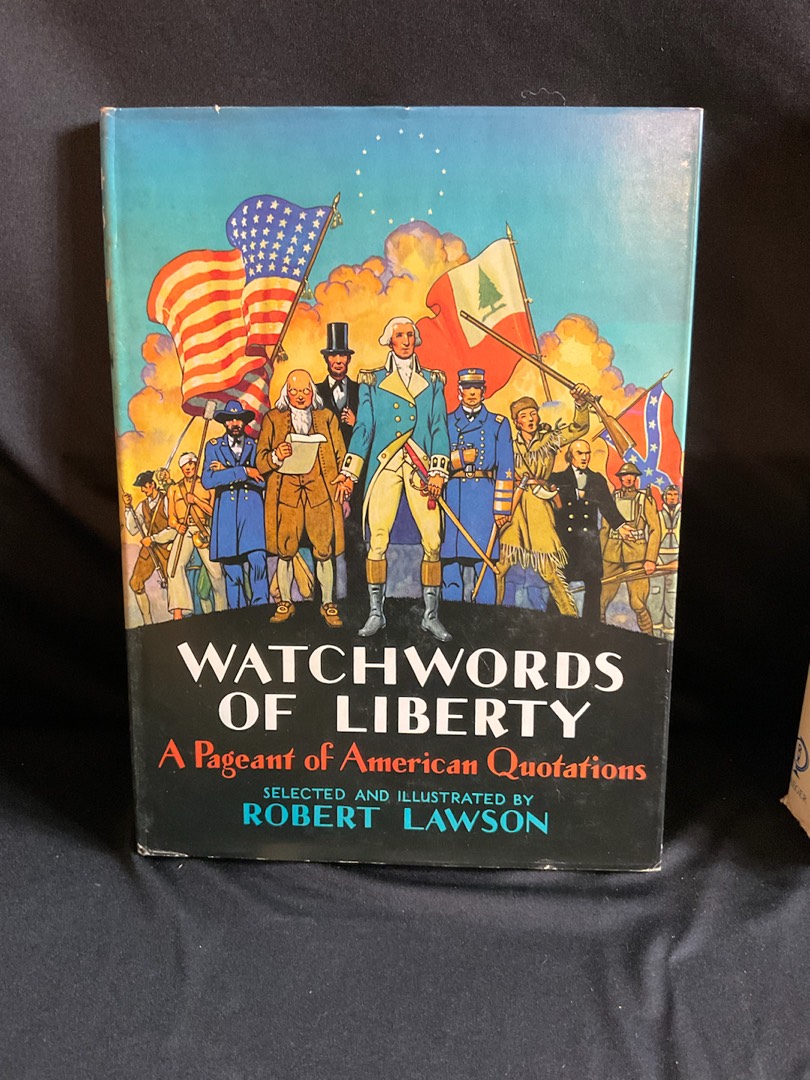 WATCHWORDS
OF LIBERTY
A Pageant of American Quotations
SELECTED AND ILLUSTRATED BY
ROBERT LAWSON